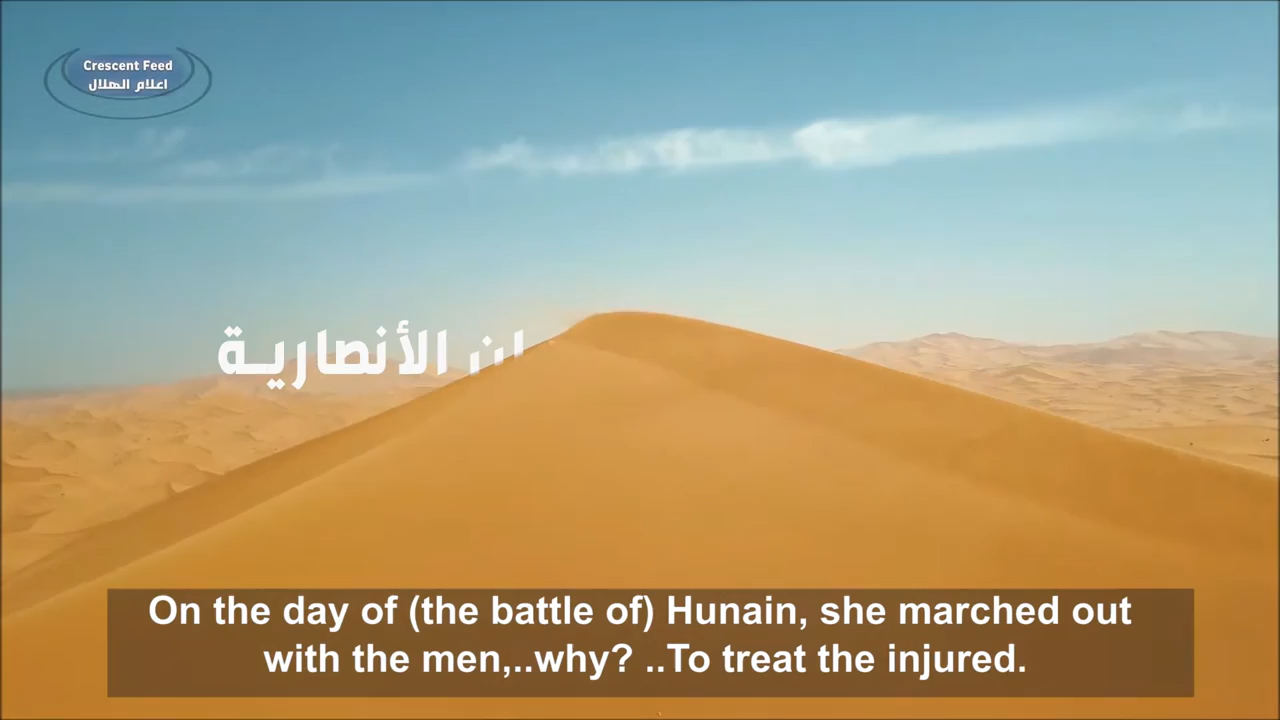 Crescent Feed
اعلام الهلال
الأنصارية
On the day of (the battle of) Hunain, she marched out
with the men,..why? ..To treat the injured.